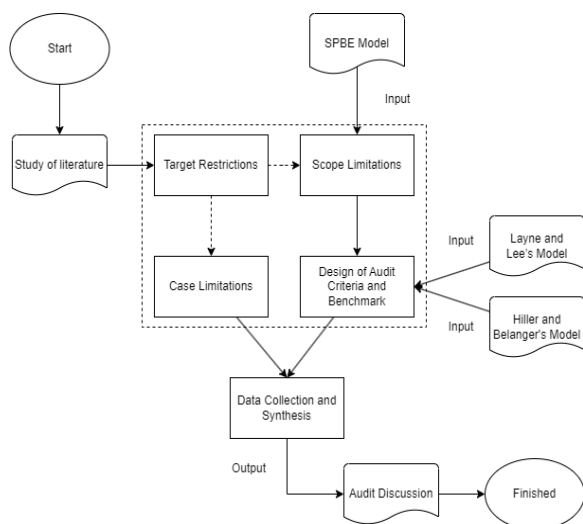 Start
SPBE Model
Input
Study of literature
Target Restrictions
Scope Limitations
Input
Layne and
Lee's Model
Case Limitations
Design of Audit
Criteria and
Benchmark
Input
Hiller and
Belanger's Model
Data Collection and
Synthesis
Output
Audit Discussion
Finished